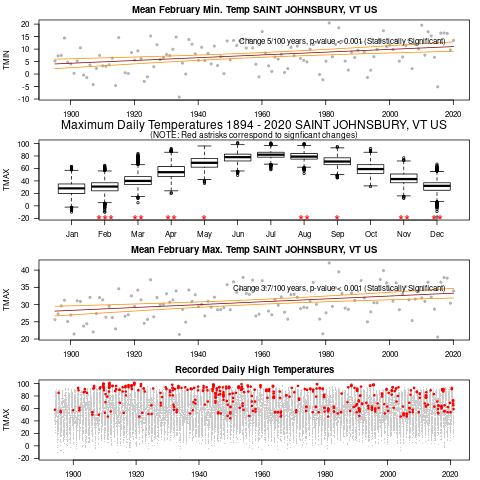 Mean February Min. Temp SAINT JOHNSBURY, VT US
TMIN
20
15
10
5
0
-5
-10
Change 5/100 years, p-value < 0.001 (Statistically Significant)
1900 1920 1940 1960 1980 2000 2020
Maximum Daily Temperatures 1894 - 2020 SAINT JOHNSBURY, VT US
(NOTE: Red astrisks correspond to signficant changes)
TMAX
100
80
60
40
20
0
-20
* * * * * * * * * * * * * * *
Jan Feb Mar Apr May Jun Jul Aug Sep Oct Nov Dec
Mean February Max. Temp SAINT JOHNSBURY, VT US
TMAX
40
35
30
25
20
Change 3.7/100 years, p-value < 0.001 (Statistically Significant)
1900 1920 1940 1960 1980 2000 2020
Recorded Daily High Temperatures
TMAX
100
80
60
40
20
0
-20
1900 1920 1940 1960 1980 2000 2020